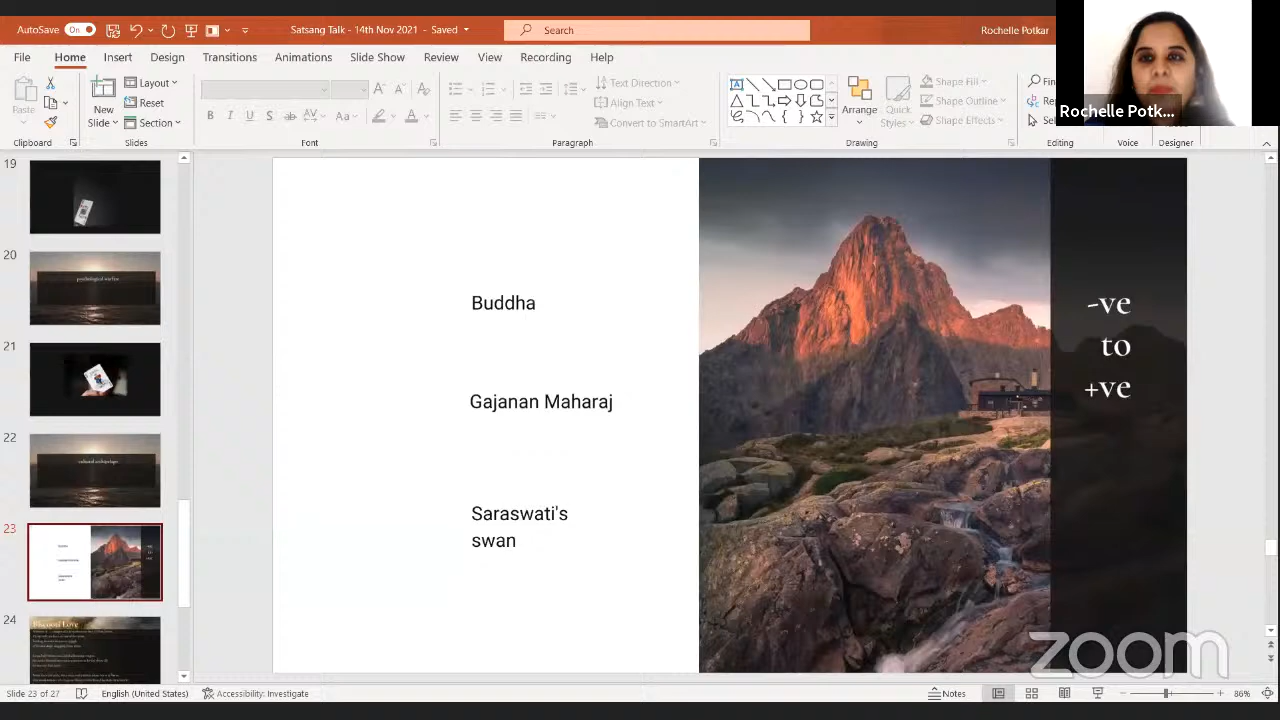 AutoSave On Satsang Talk - 14th Nov 2021 - Saved Search Rochelle Potkar
File Home Insert Design Transitions Animations Slide Show Review View Recording Help
Paste
Clipboard
New
Slide
Layout
Reset
Section
Slides
Font
Text Direction
Align Text
Convert to SmartArt
Paragraph
Arrange
Quick
Styles
Shape Fill
Shape Outline
Shape Effects
Drawing
Editing
Voice
Designer
Rochelle Potk...
19
20
psychological warfare
21
22
cultural archipelago
23
24
Biscooti Love
Buddha
Gajanan Maharaj
Saraswati's
swan
-ve
to
+ve
zoom
Slide 23 of 27 English (United States) Accessibility: Investigate Notes 86%